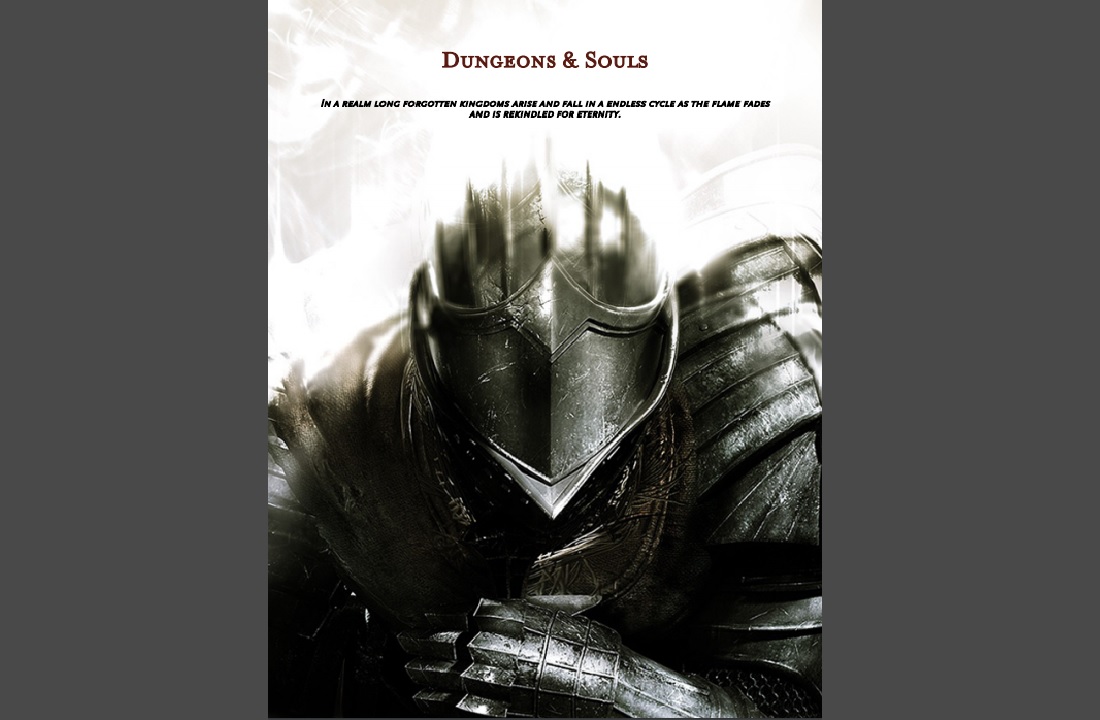 Dungeons & Souls
In a realm long forgotten kingdoms arise and fall in a endless cycle as the flame fades
and is rekindled for eternity.